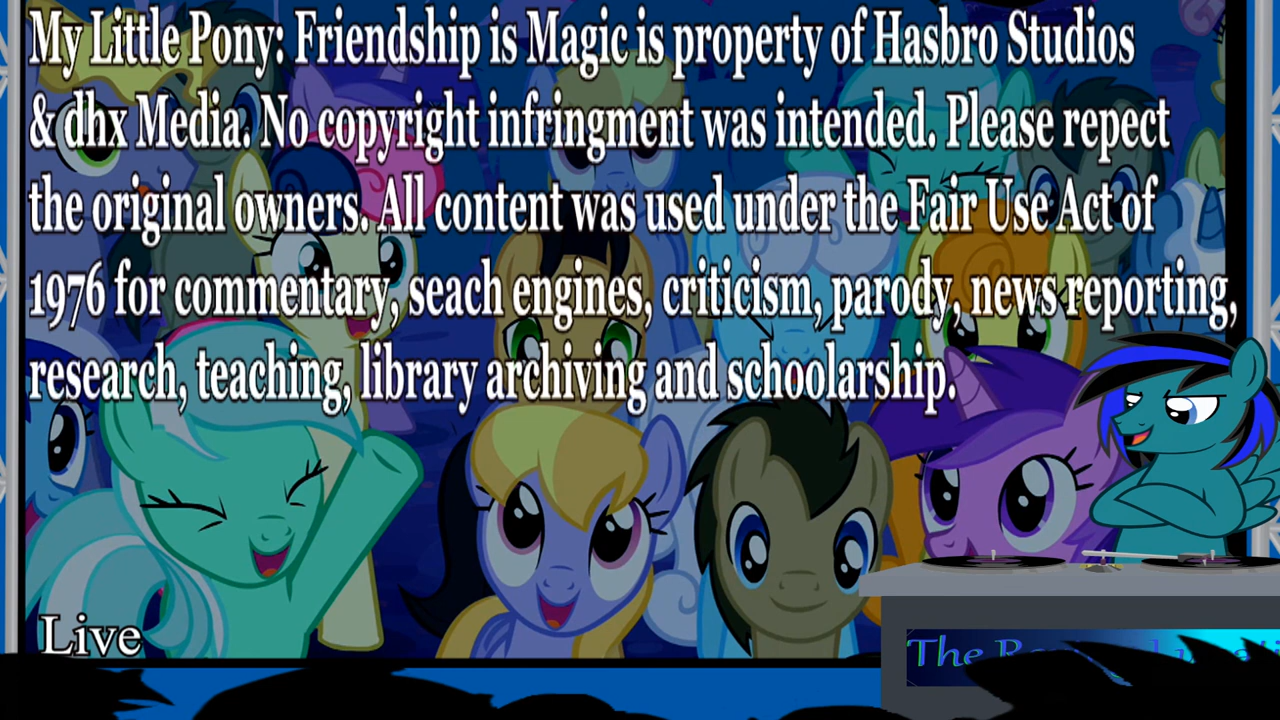 My Little Pony: Friendship is Magic is property of Hasbro Studios
& dhx Media. No copyright infringment was intended. Please repect
the original owners. All content was used under the Fair Use Act of
1976 for commentary, seach engines, criticism, parody, news reporting,
research, teaching, library archiving and schoolarship.
Live
The